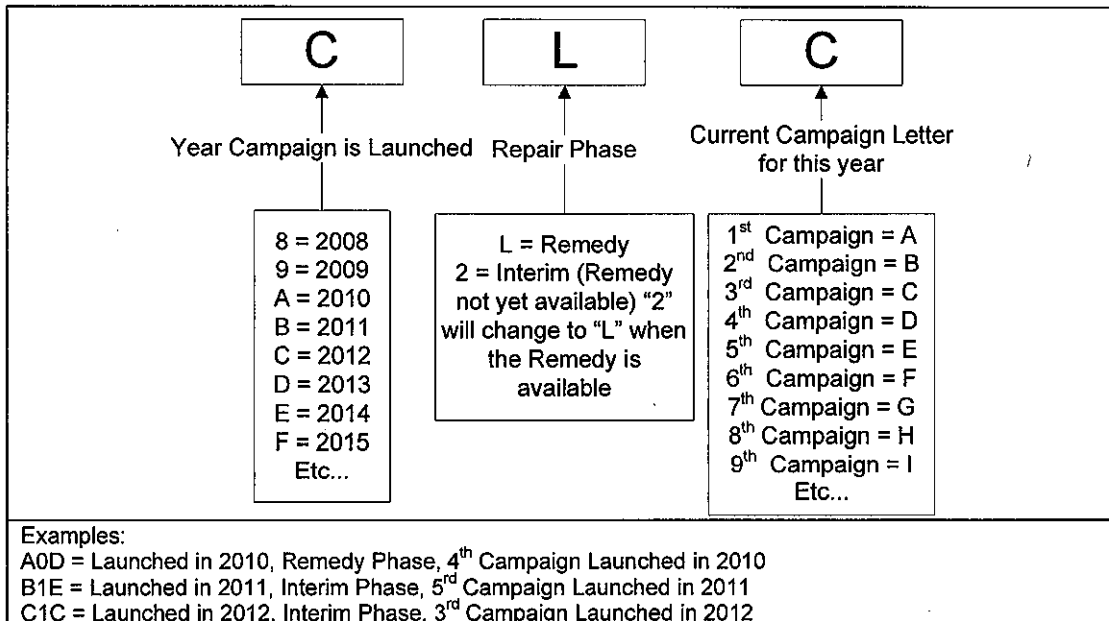 C L C
Year Campaign is Launched
Repair Phase
Current Campaign Letter
for this year
8 = 2008
9 = 2009
A = 2010
B = 2011
C = 2012
D = 2013
E = 2014
F = 2015
Etc...
L = Remedy
2 = Interim (Remedy
not yet available) “2”
will change to “L” when
the Remedy is
available
1st Campaign = A
2nd Campaign = B
3rd Campaign = C
4th Campaign = D
5th Campaign = E
6th Campaign = F
7th Campaign = G
8th Campaign = H
9th Campaign = I
Etc...
Examples:
A0D = Launched in 2010, Remedy Phase, 4th Campaign Launched in 2010
B1E = Launched in 2011, Interim Phase, 5rd Campaign Launched in 2011
C1C = Launched in 2012, Interim Phase, 3rd Campaign Launched in 2012